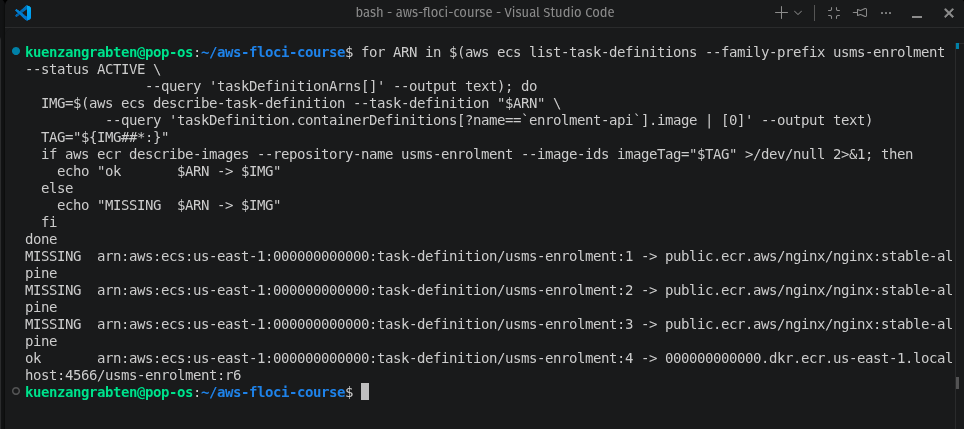 bash - aws-floci-course - Visual Studio Code
kuenzangrabten@pop-os:~/aws-floci-course$ for ARN in $(aws ecs list-task-definitions --family-prefix usms-enrolment
--status ACTIVE \
               --query 'taskDefinitionArns[]' --output text); do
  IMG=$(aws ecs describe-task-definition --task-definition "$ARN" \
          --query 'taskDefinition.containerDefinitions[?name==`enrolment-api`].image | [0]' --output text)
  TAG="${IMG##*:}"
  if aws ecr describe-images --repository-name usms-enrolment --image-ids imageTag="$TAG" >/dev/null 2>&1; then
    echo "ok       $ARN -> $IMG"
  else
    echo "MISSING  $ARN -> $IMG"
  fi
done
MISSING  arn:aws:ecs:us-east-1:000000000000:task-definition/usms-enrolment:1 -> public.ecr.aws/nginx/nginx:stable-al
pine
MISSING  arn:aws:ecs:us-east-1:000000000000:task-definition/usms-enrolment:2 -> public.ecr.aws/nginx/nginx:stable-al
pine
MISSING  arn:aws:ecs:us-east-1:000000000000:task-definition/usms-enrolment:3 -> public.ecr.aws/nginx/nginx:stable-al
pine
ok       arn:aws:ecs:us-east-1:000000000000:task-definition/usms-enrolment:4 -> 000000000000.dkr.ecr.us-east-1.local
host:4566/usms-enrolment:r6
kuenzangrabten@pop-os:~/aws-floci-course$